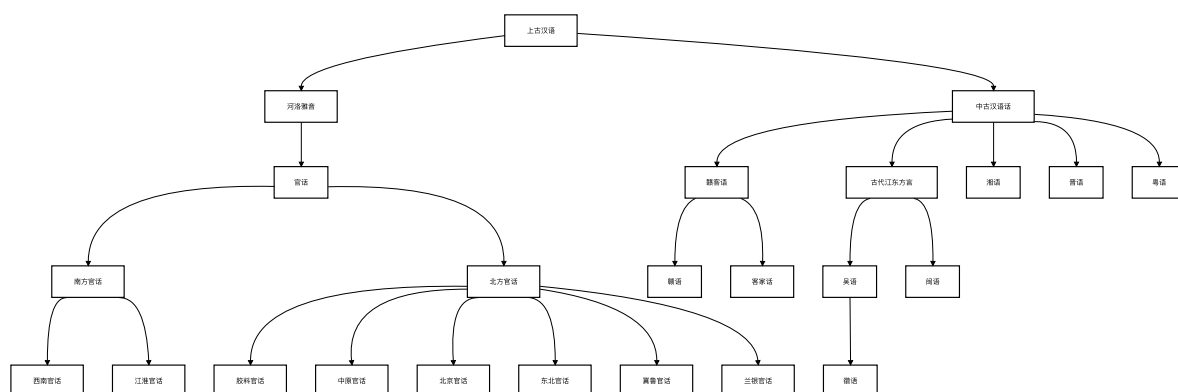 上古汉语
河洛雅音
中古汉语话
官话
赣客语
古代江东方言
湘语
晋语
粤语
南方官话
北方官话
赣语
客家话
吴语
闽语
西南官话
江淮官话
胶料官话
中原官话
北京官话
东北官话
冀鲁官话
兰银官话
徽语